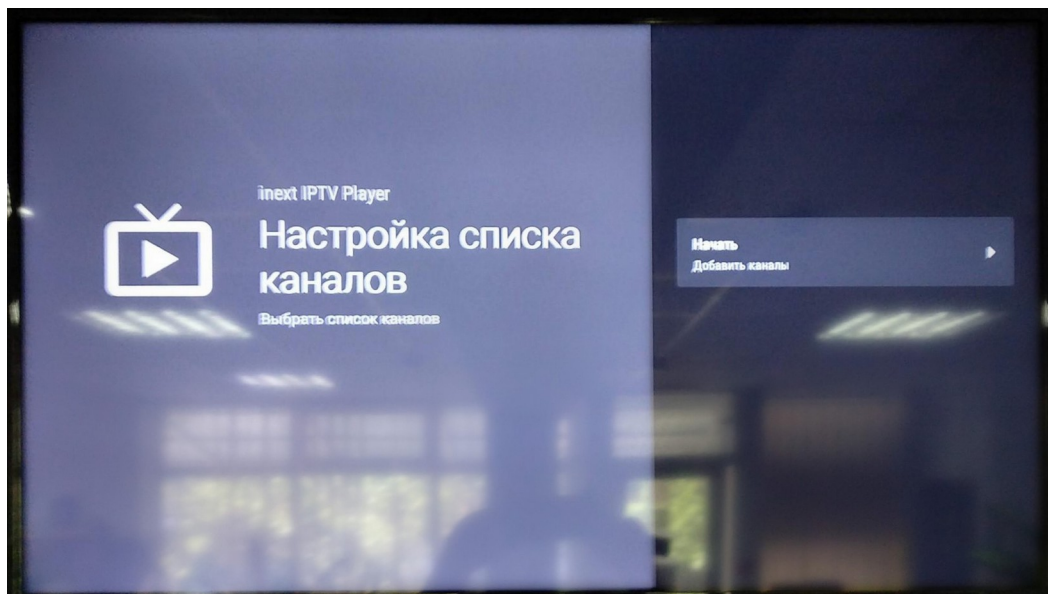 inext IPTV Player
Настройка списка
каналов
Выбрать список каналов
Начать
Добавить каналы